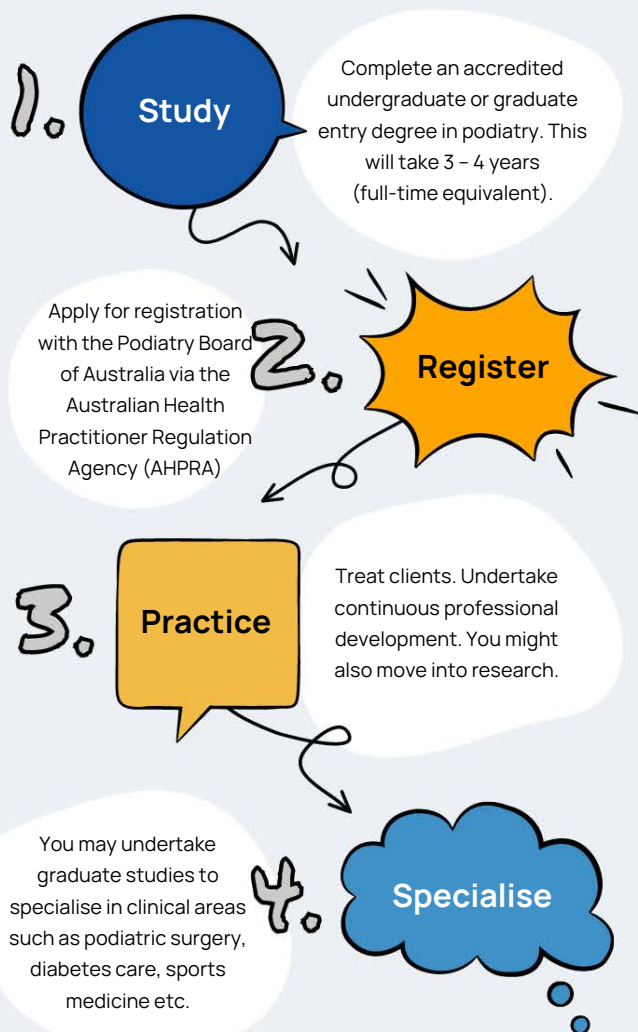 1.
Study
Complete an accredited
undergraduate or graduate
entry degree in podiatry. This
will take 3 – 4 years
(full-time equivalent).
2.
Register
Apply for registration
with the Podiatry Board
of Australia via the
Australian Health
Practitioner Regulation
Agency (AHPRA)
3.
Practice
Treat clients. Undertake
continuous professional
development. You might
also move into research.
4.
Specialise
You may undertake
graduate studies to
specialise in clinical areas
such as podiatric surgery,
diabetes care, sports
medicine etc.